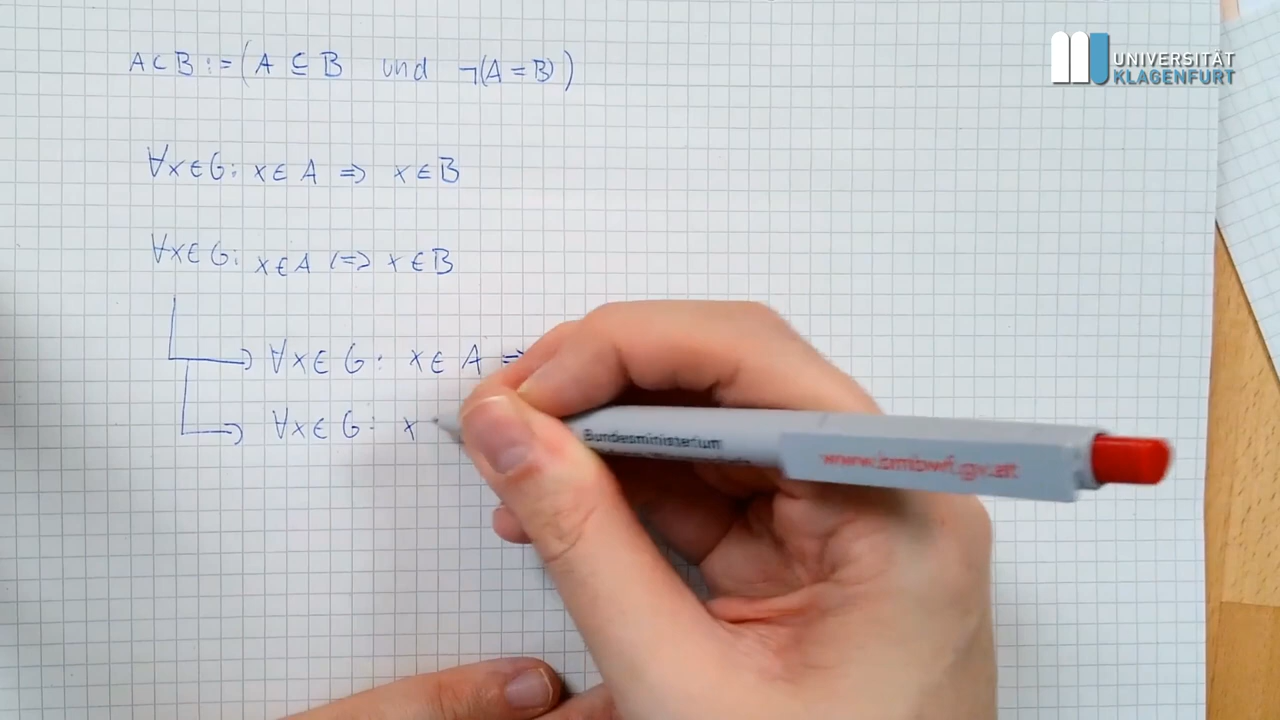 A ⊂ B := (A ⊆ B und ¬(A = B))
UNIVERSITÄT
KLAGENFURT
∀x ∈ G: x ∈ A ⇒ x ∈ B
∀x ∈ G: x ∈ A ⇔ x ∈ B
∀x ∈ G: x ∈ A ⇒
∀x ∈ G: x
Bundesministerium
www.bmbwf.gv.at